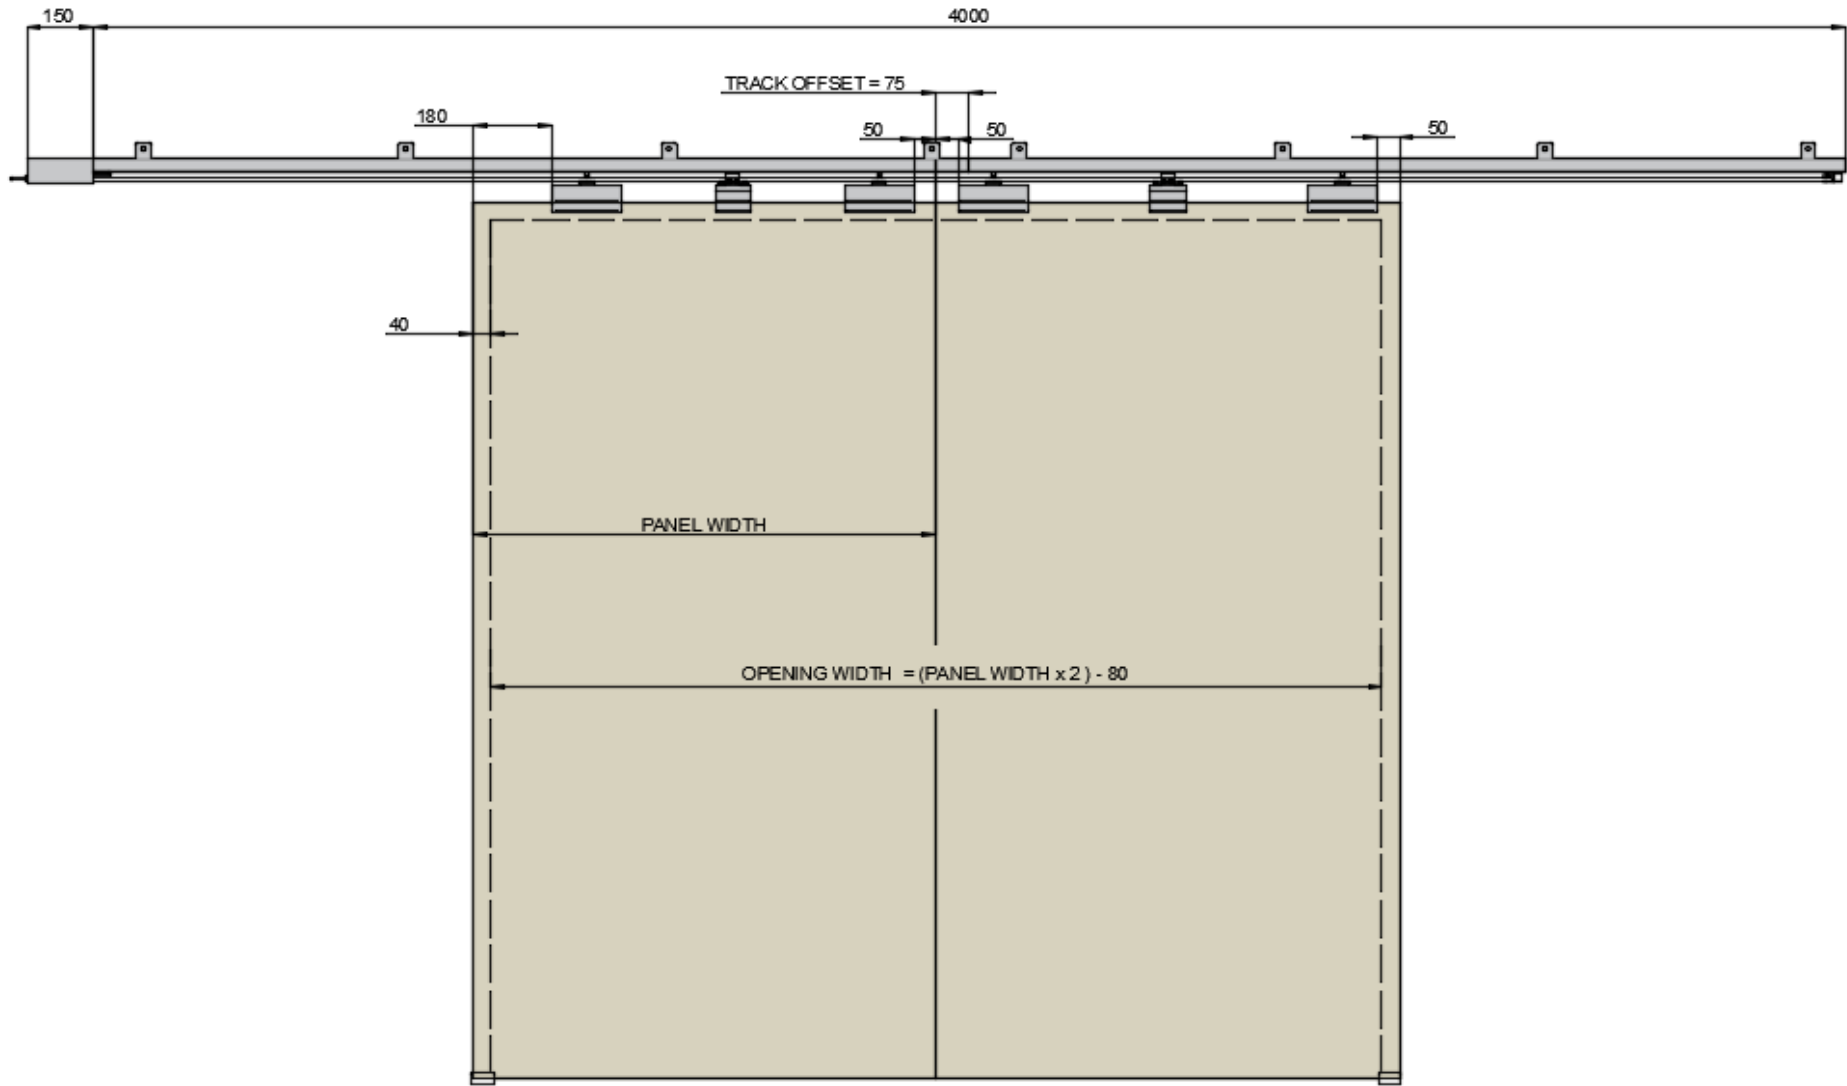 150
4000
TRACK OFFSET = 75
180
50
50
50
40
PANEL WIDTH
OPENING WIDTH = (PANEL WIDTH x 2 ) - 80